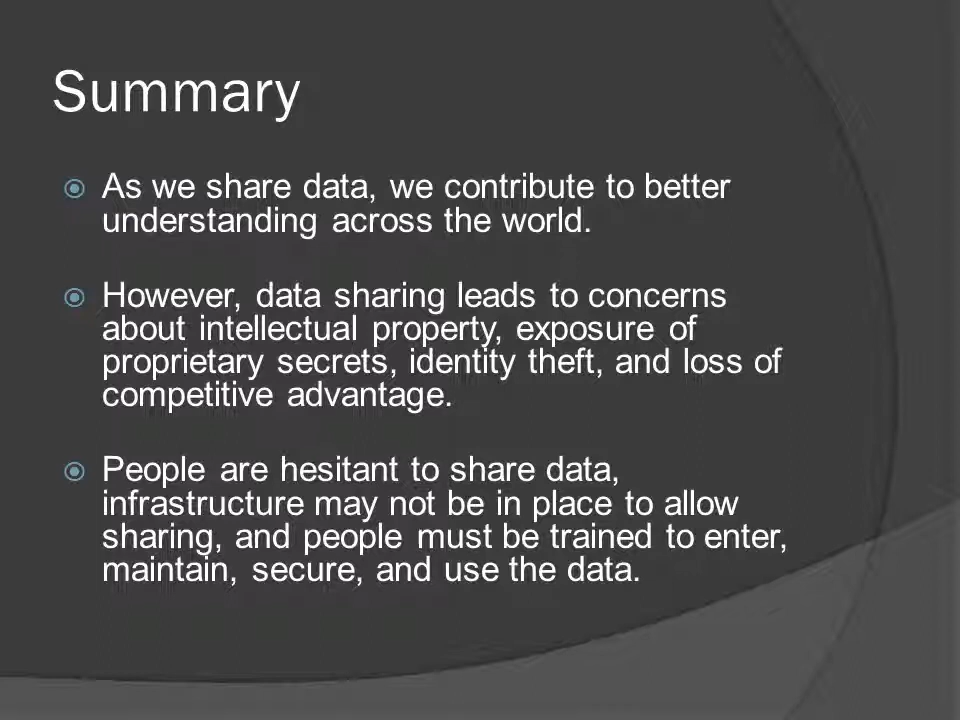 Summary
As we share data, we contribute to better
understanding across the world.
However, data sharing leads to concerns
about intellectual property, exposure of
proprietary secrets, identity theft, and loss of
competitive advantage.
People are hesitant to share data,
infrastructure may not be in place to allow
sharing, and people must be trained to enter,
maintain, secure, and use the data.